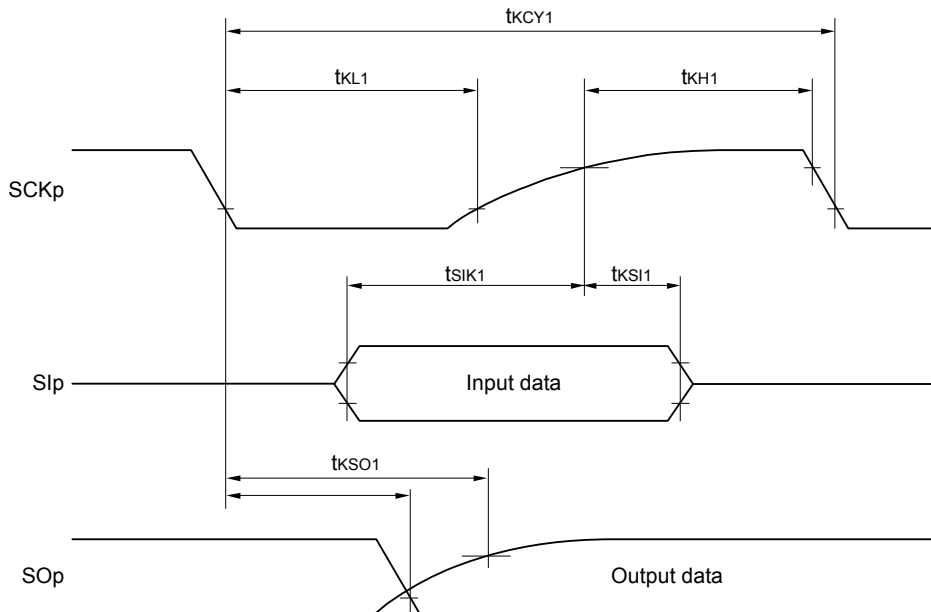 tKCY1
tKL1
tKH1
SCKp
tSIK1
tKSI1
SIp
Input data
tKSO1
SOp
Output data